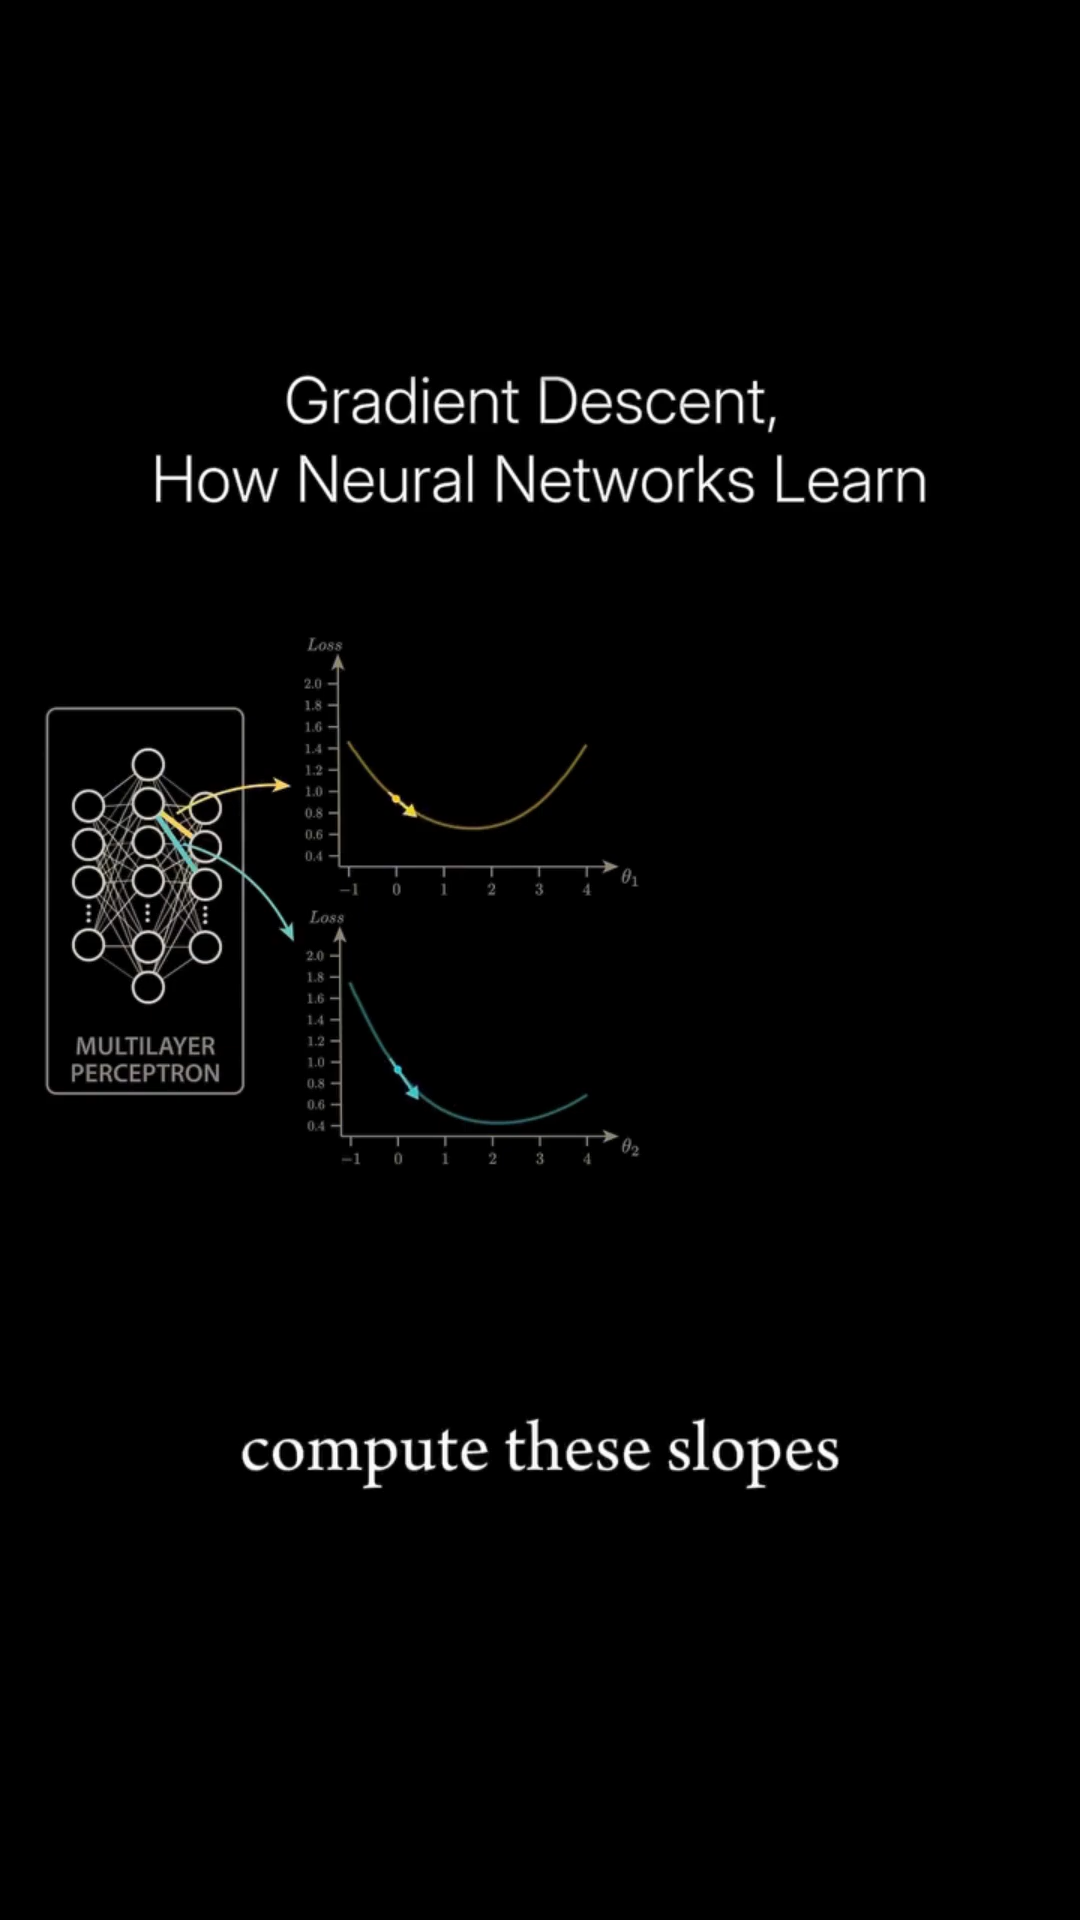 Gradient Descent,
How Neural Networks Learn
Loss
2.0
1.8
1.6
1.4
1.2
1.0
0.8
0.6
0.4
−1 0 1 2 3 4
θ₁
MULTILAYER
PERCEPTRON
Loss
2.0
1.8
1.6
1.4
1.2
1.0
0.8
0.6
0.4
−1 0 1 2 3 4
θ₂
compute these slopes